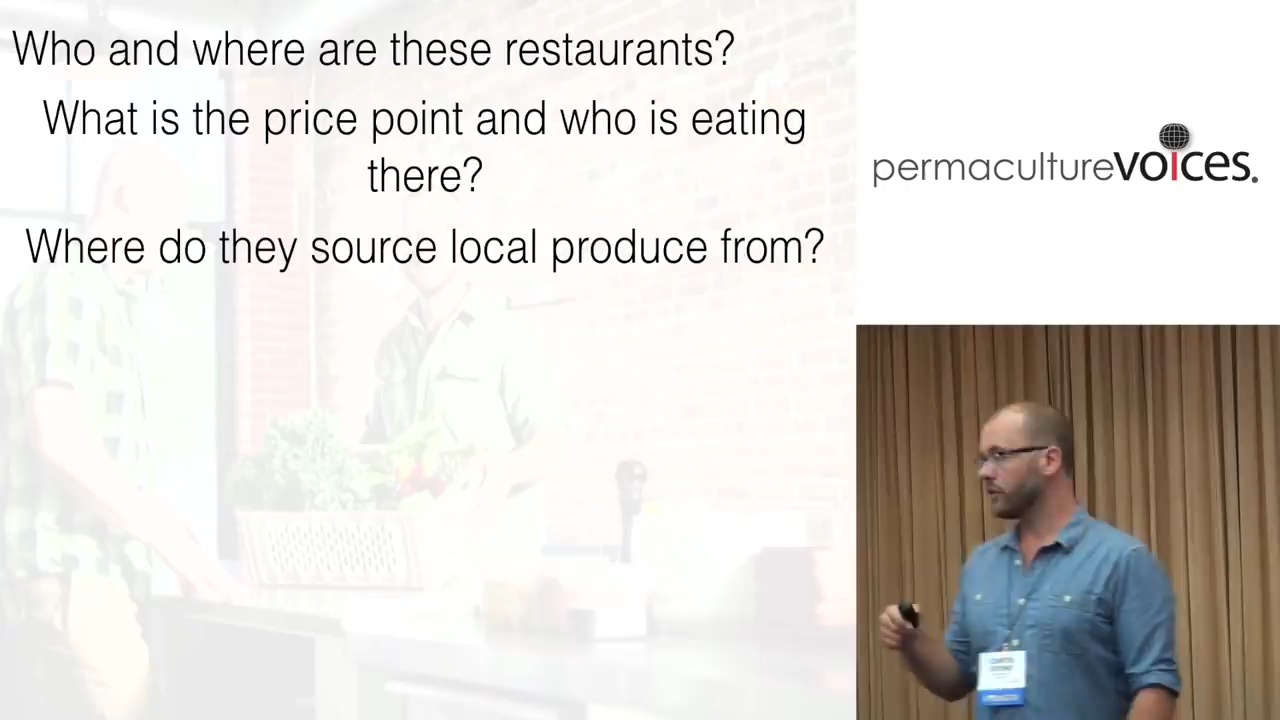 Who and where are these restaurants?
What is the price point and who is eating
there?
Where do they source local produce from?
permaculturevoices.